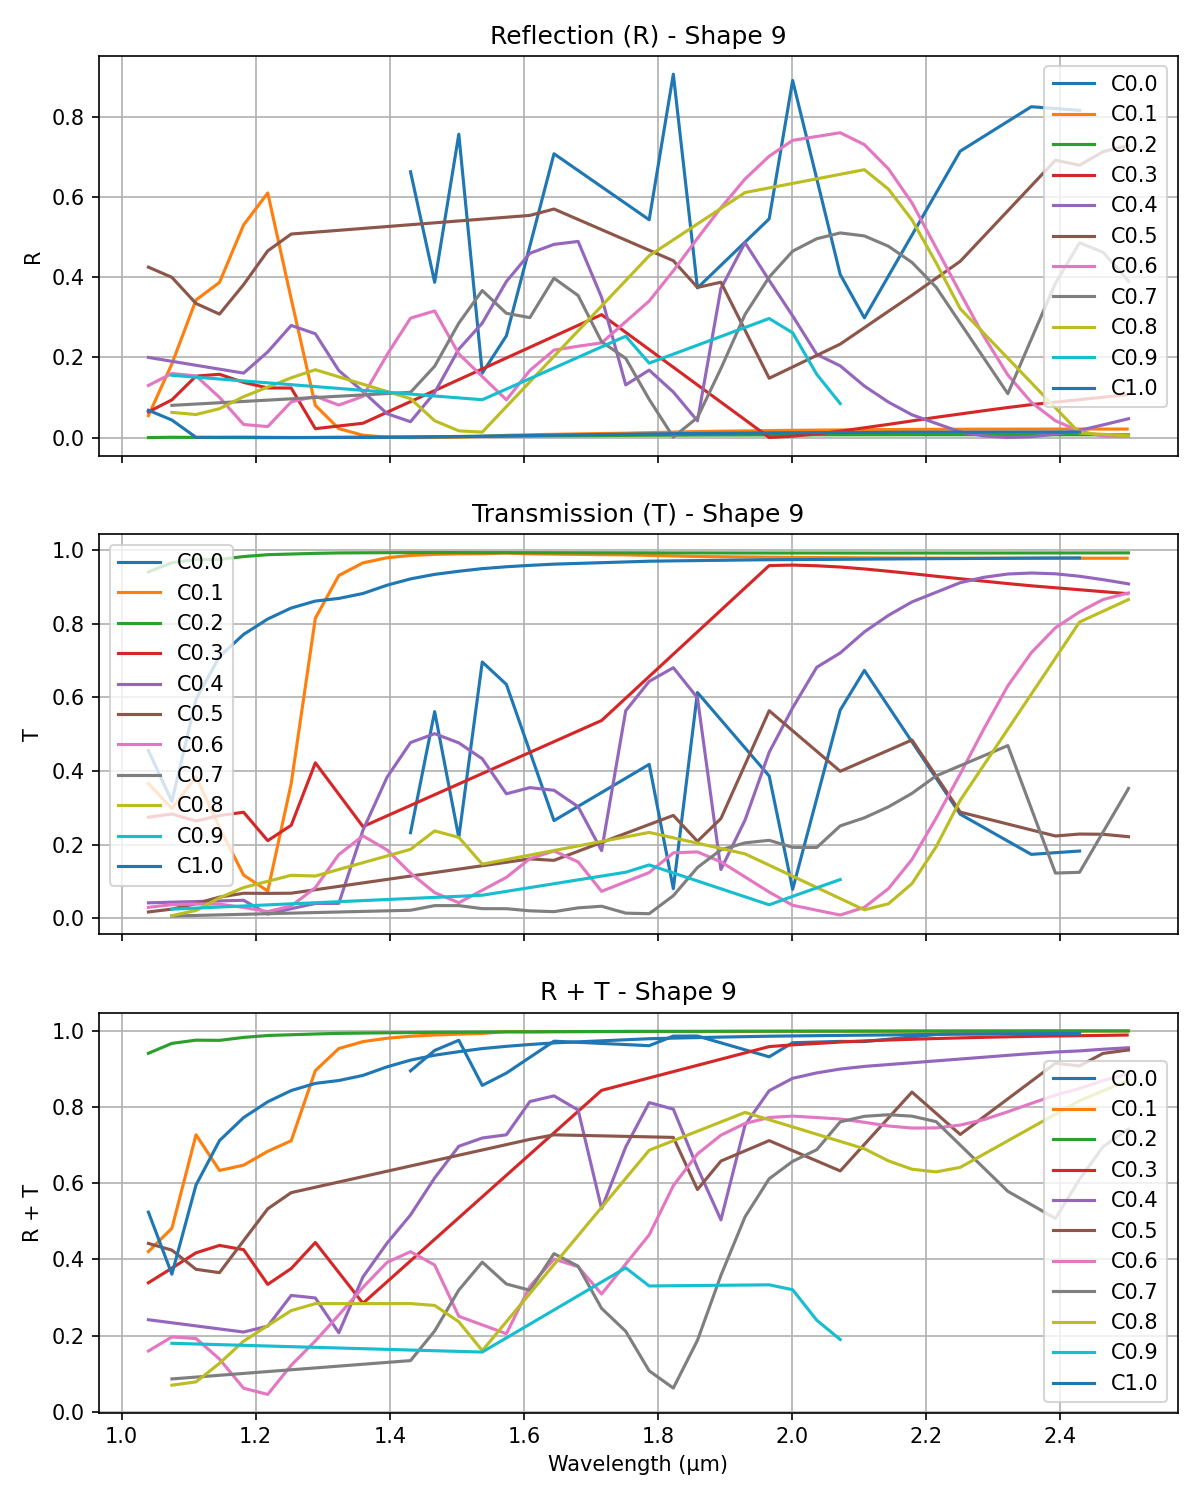 Reflection (R) - Shape 9
R
0.8
0.6
0.4
0.2
0.0
C0.0
C0.1
C0.2
C0.3
C0.4
C0.5
C0.6
C0.7
C0.8
C0.9
C1.0
Transmission (T) - Shape 9
T
1.0
0.8
0.6
0.4
0.2
0.0
C0.0
C0.1
C0.2
C0.3
C0.4
C0.5
C0.6
C0.7
C0.8
C0.9
C1.0
R + T - Shape 9
R + T
1.0
0.8
0.6
0.4
0.2
0.0
C0.0
C0.1
C0.2
C0.3
C0.4
C0.5
C0.6
C0.7
C0.8
C0.9
C1.0
1.0 1.2 1.4 1.6 1.8 2.0 2.2 2.4
Wavelength (μm)